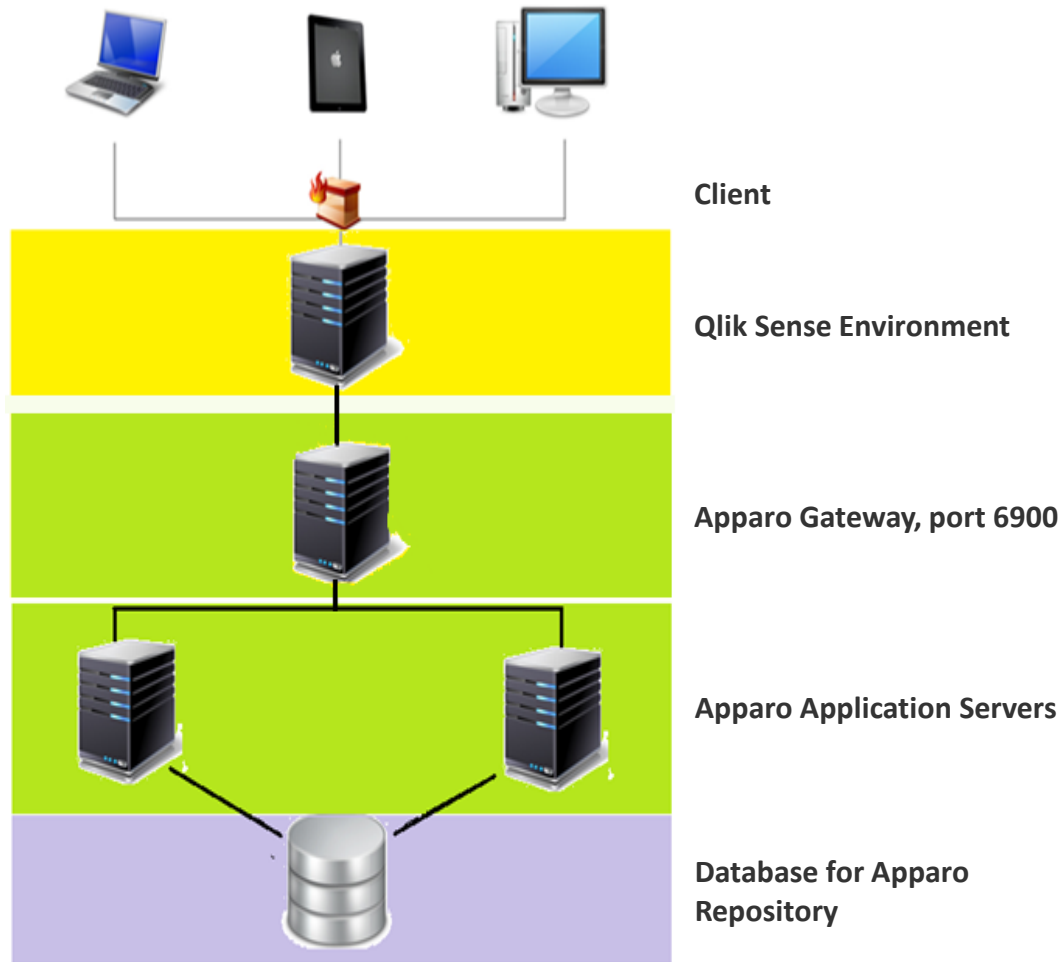 Client
Qlik Sense Environment
Apparo Gateway, port 6900
Apparo Application Servers
Database for Apparo
Repository